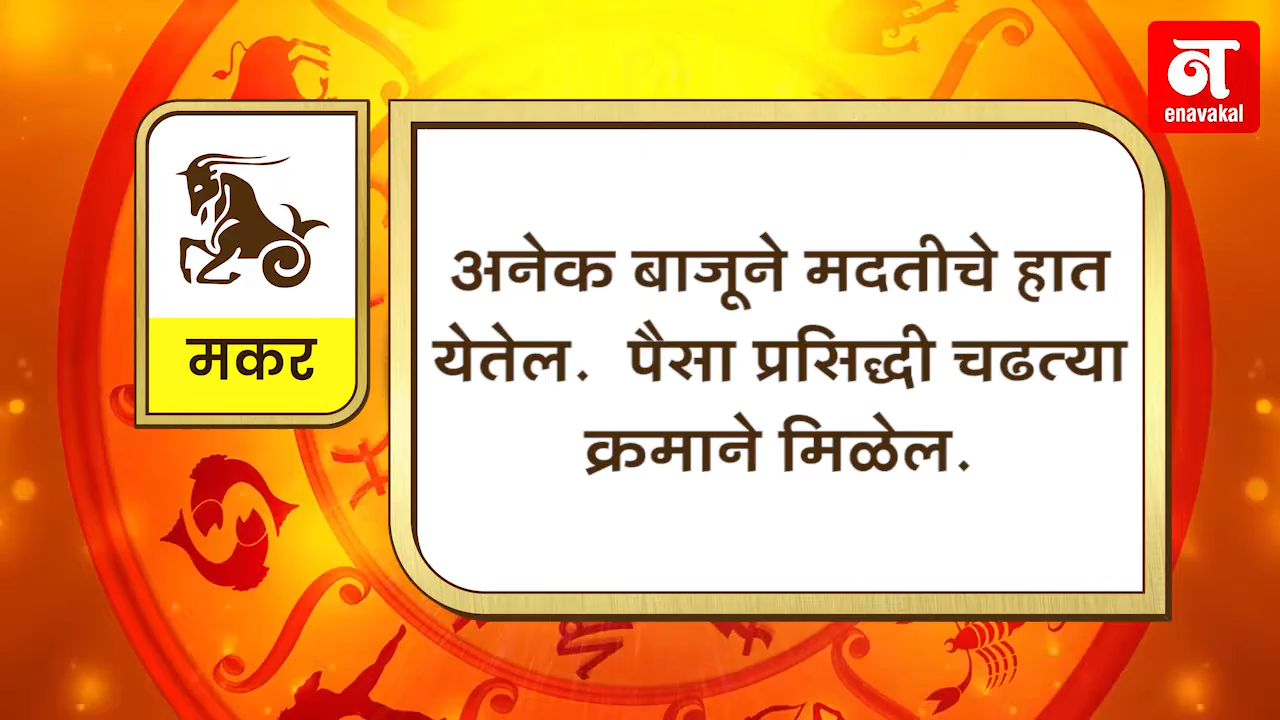 न
enavakal
मकर
अनेक बाजूने मदतीचे हात
येतेल. पैसा प्रसिद्धी चढत्या
क्रमाने मिळेल.